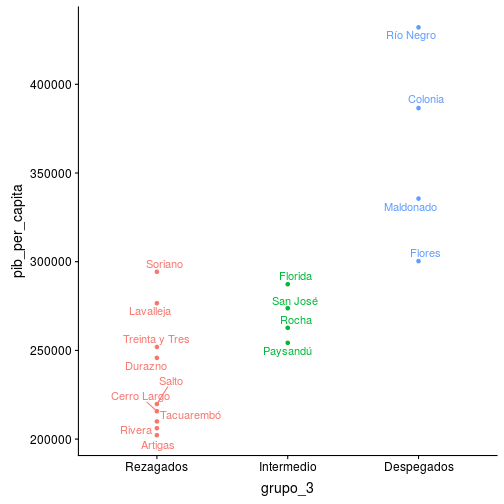 Río Negro
400000
Colonia
350000
Maldonado
pib_per_capita
300000
Soriano
Flores
Florida
Lavalleja
San José
Rocha
Treinta y Tres
250000
Paysandú
Durazno
Salto
Cerro Largo
Tacuarembó
Rivera
200000
Artigas
Rezagados
Intermedio
Despegados
grupo_3